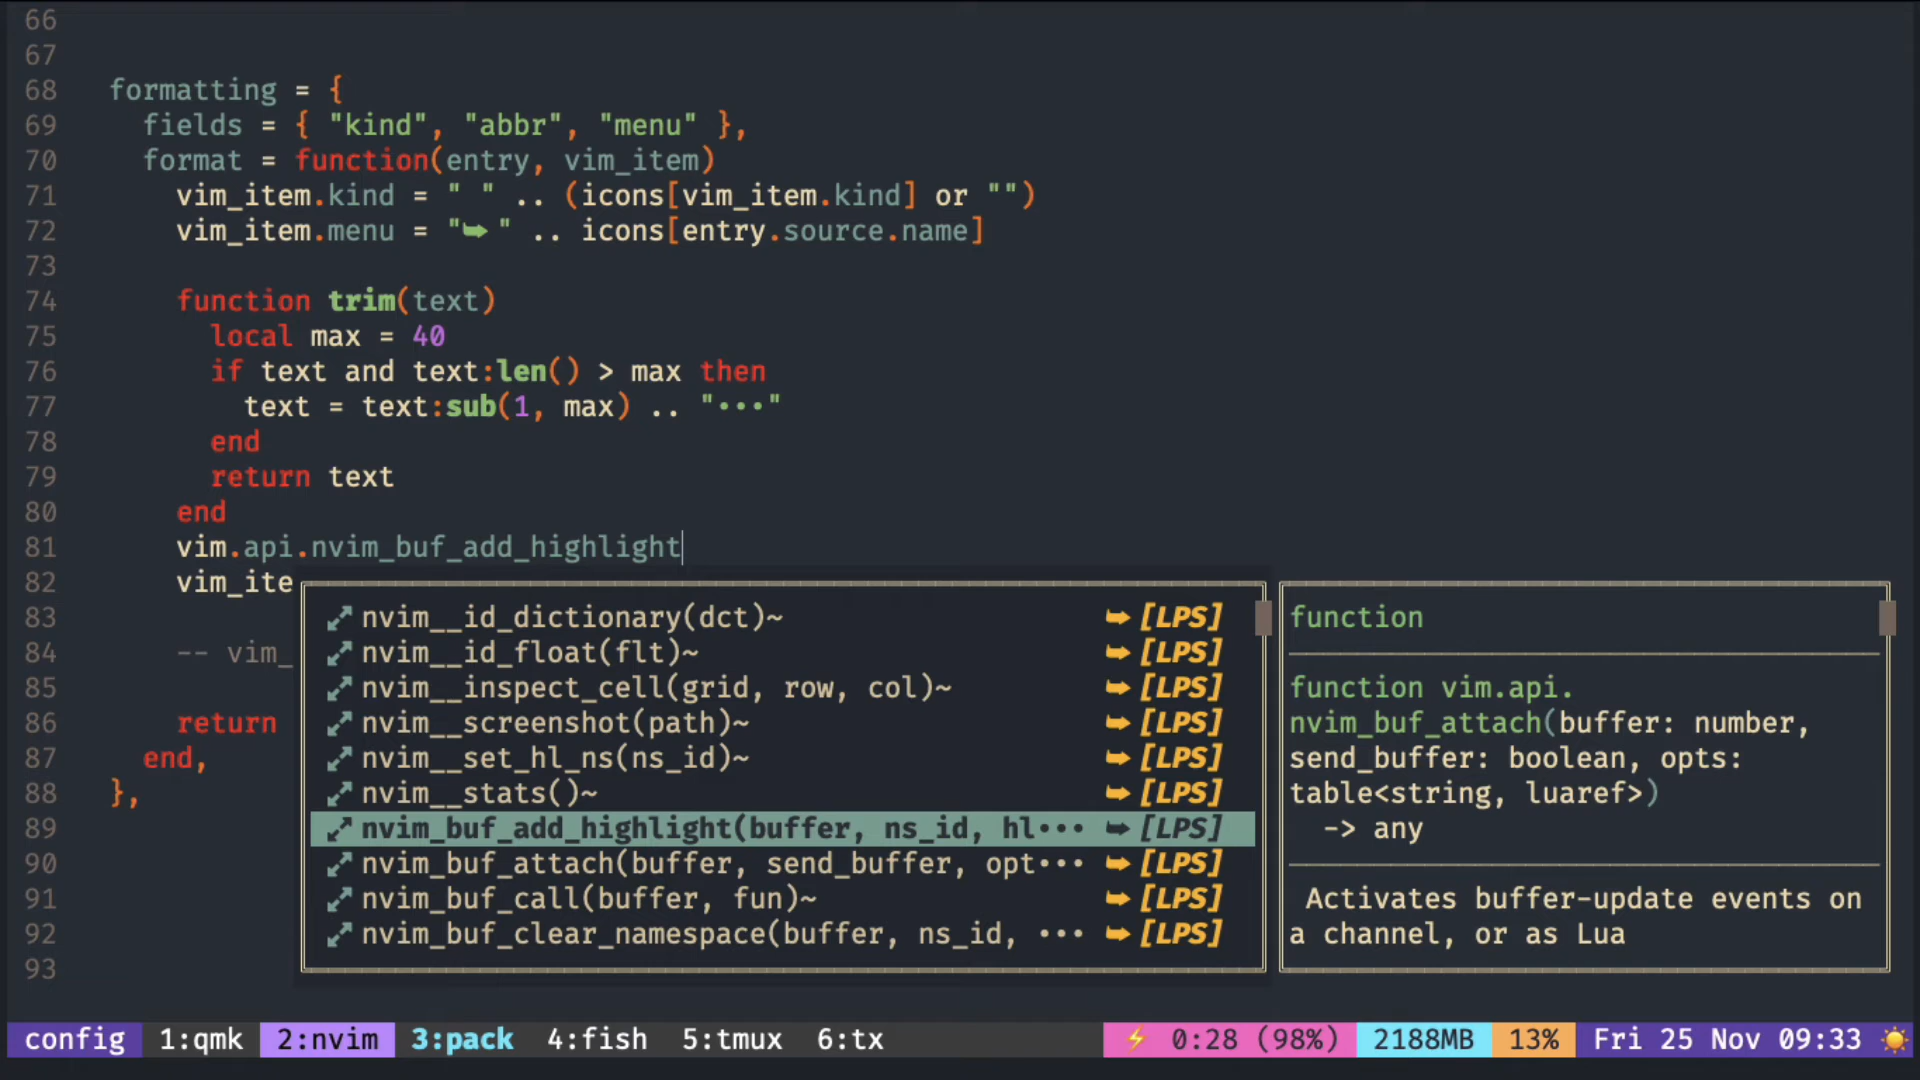 66
67
68 formatting = {
69 fields = { "kind", "abbr", "menu" },
70 format = function(entry, vim_item)
71 vim_item.kind = " " .. (icons[vim_item.kind] or "")
72 vim_item.menu = "➥ " .. icons[entry.source.name]
73
74 function trim(text)
75 local max = 40
76 if text and text:len() > max then
77 text = text:sub(1, max) .. "···"
78 end
79 return text
80 end
81 vim.api.nvim_buf_add_highlight
82 vim_ite
83 nvim__id_dictionary(dct)~ ➥ [LPS] function
84 -- vim_ nvim__id_float(flt)~ ➥ [LPS]
85 nvim__inspect_cell(grid, row, col)~ ➥ [LPS] function vim.api.
86 return nvim__screenshot(path)~ ➥ [LPS] nvim_buf_attach(buffer: number,
87 end, nvim__set_hl_ns(ns_id)~ ➥ [LPS] send_buffer: boolean, opts:
88 }, nvim__stats()~ ➥ [LPS] table<string, luaref>)
89 nvim_buf_add_highlight(buffer, ns_id, hl··· ➥ [LPS] -> any
90 nvim_buf_attach(buffer, send_buffer, opt··· ➥ [LPS]
91 nvim_buf_call(buffer, fun)~ ➥ [LPS] Activates buffer-update events on
92 nvim_buf_clear_namespace(buffer, ns_id, ··· ➥ [LPS] a channel, or as Lua
93
config 1:qmk 2:nvim 3:pack 4:fish 5:tmux 6:tx ⚡ 0:28 (98%) 2188MB 13% Fri 25 Nov 09:33 ☀